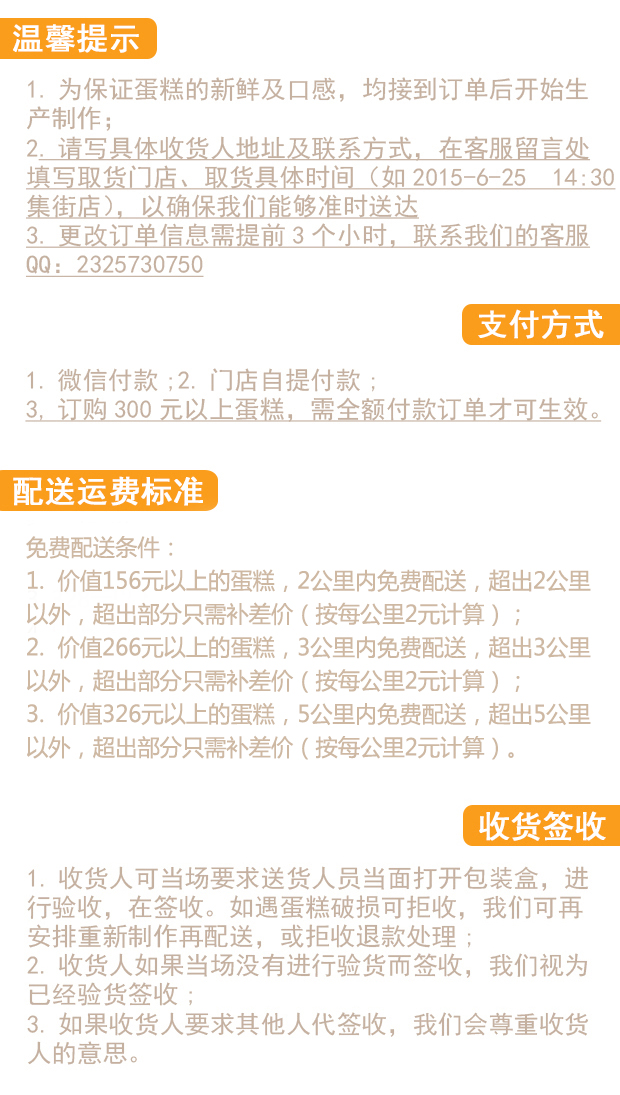 温馨提示
1. 为保证蛋糕的新鲜及口感，均接到订单后开始生
产制作；
2. 请写具体收货人地址及联系方式，在客服留言处
填写取货门店、取货具体时间（如 2015-6-25 14:30
集街店），以确保我们能够准时送达
3. 更改订单信息需提前 3 个小时，联系我们的客服
QQ：2325730750
支付方式
1. 微信付款 ;2. 门店自提付款 ;
3, 订购 300 元以上蛋糕，需全额付款订单才可生效。
配送运费标准
免费配送条件：
1. 价值156元以上的蛋糕，2公里内免费配送，超出2公里
以外，超出部分只需补差价（按每公里2元计算）；
2. 价值266元以上的蛋糕，3公里内免费配送，超出3公里
以外，超出部分只需补差价（按每公里2元计算）；
3. 价值326元以上的蛋糕，5公里内免费配送，超出5公里
以外，超出部分只需补差价（按每公里2元计算）。
收货签收
1. 收货人可当场要求送货人员当面打开包装盒，进
行验收，在签收。如遇蛋糕破损可拒收，我们可再
安排重新制作再配送，或拒收退款处理；
2. 收货人如果当场没有进行验货而签收，我们视为
已经验货签收；
3. 如果收货人要求其他人代签收，我们会尊重收货
人的意思。